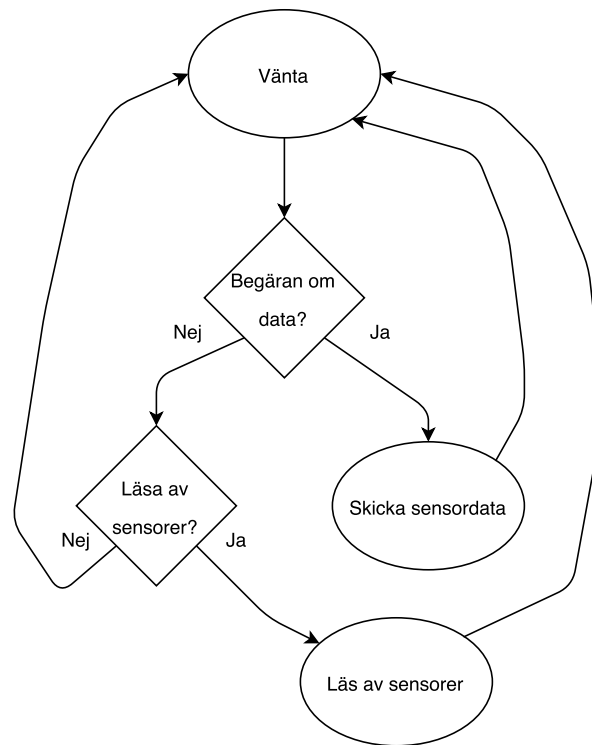 Vänta
Begäran om
data?
Nej
Ja
Läsa av
sensorer?
Skicka sensordata
Nej
Ja
Läs av sensorer